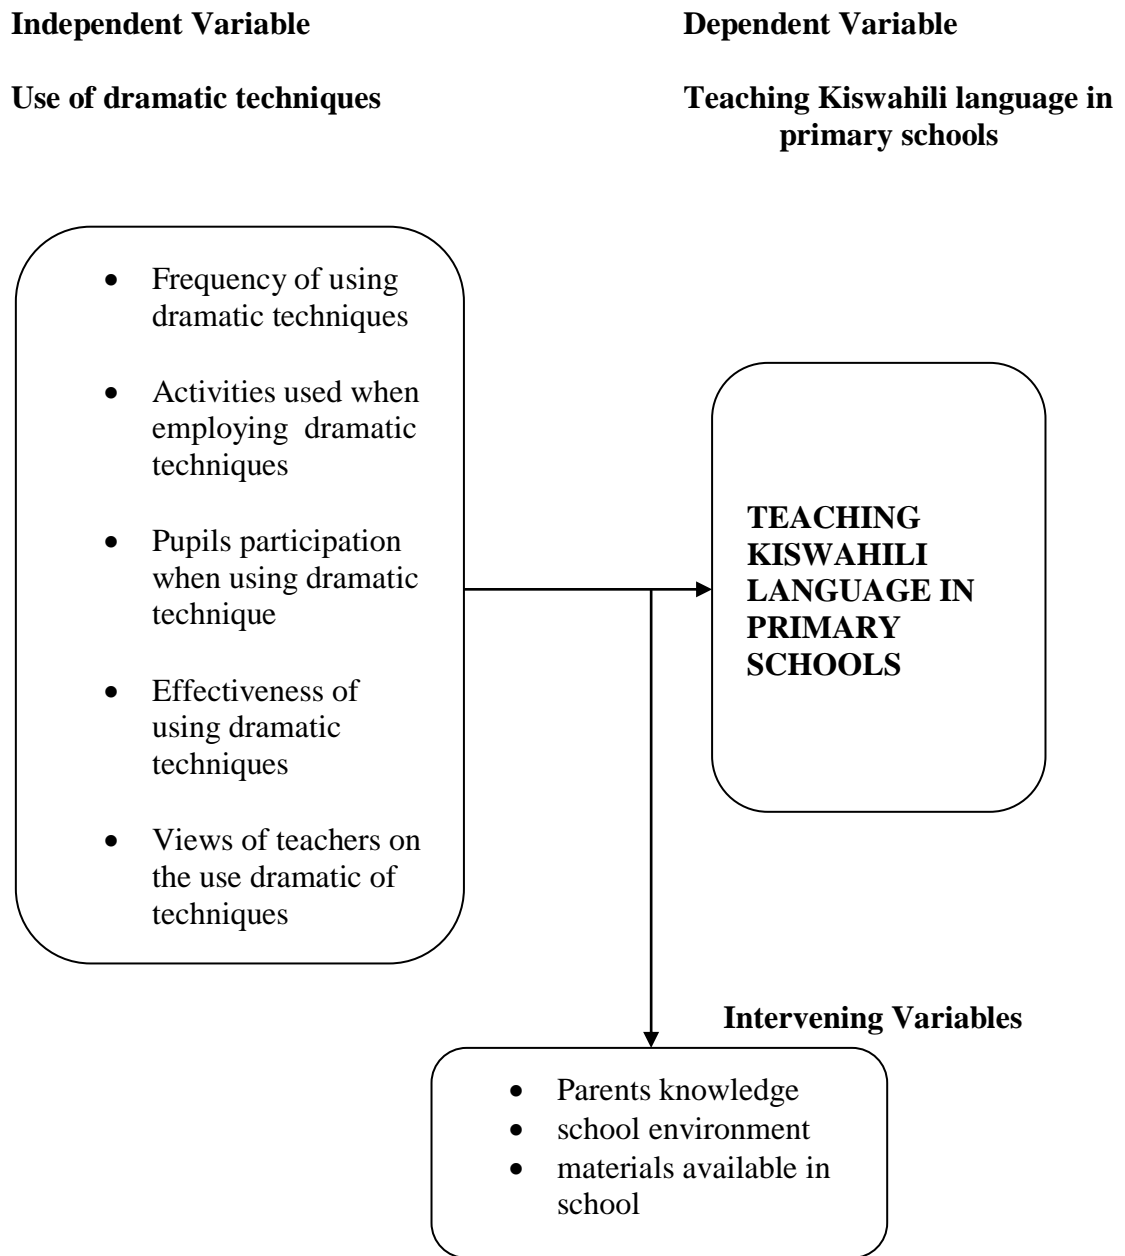 Independent Variable
Dependent Variable
Use of dramatic techniques
Teaching Kiswahili language in
primary schools
• Frequency of using
dramatic techniques
• Activities used when
employing dramatic
techniques
• Pupils participation
when using dramatic
technique
• Effectiveness of
using dramatic
techniques
• Views of teachers on
the use dramatic of
techniques
TEACHING
KISWAHILI
LANGUAGE IN
PRIMARY
SCHOOLS
Intervening Variables
• Parents knowledge
• school environment
• materials available in
school